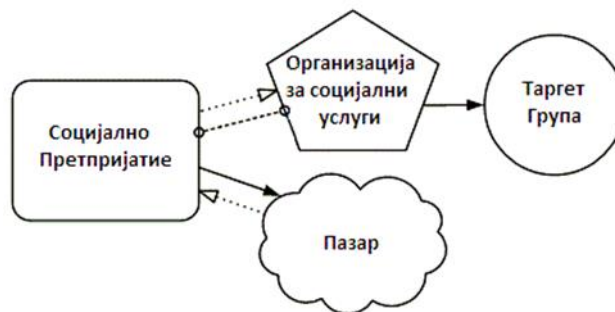 Организација
за социјални
услуги
Таргет
Група
Социјално
Претпријатие
Пазар